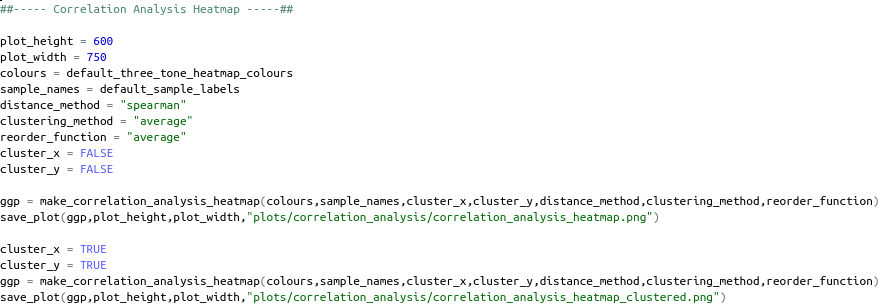 ##----- Correlation Analysis Heatmap -----##
plot_height = 600
plot_width = 750
colours = default_three_tone_heatmap_colours
sample_names = default_sample_labels
distance_method = "spearman"
clustering_method = "average"
reorder_function = "average"
cluster_x = FALSE
cluster_y = FALSE
ggp = make_correlation_analysis_heatmap(colours,sample_names,cluster_x,cluster_y,distance_method,clustering_method,reorder_function)
save_plot(ggp,plot_height,plot_width,"plots/correlation_analysis/correlation_analysis_heatmap.png")
cluster_x = TRUE
cluster_y = TRUE
ggp = make_correlation_analysis_heatmap(colours,sample_names,cluster_x,cluster_y,distance_method,clustering_method,reorder_function)
save_plot(ggp,plot_height,plot_width,"plots/correlation_analysis/correlation_analysis_heatmap_clustered.png")